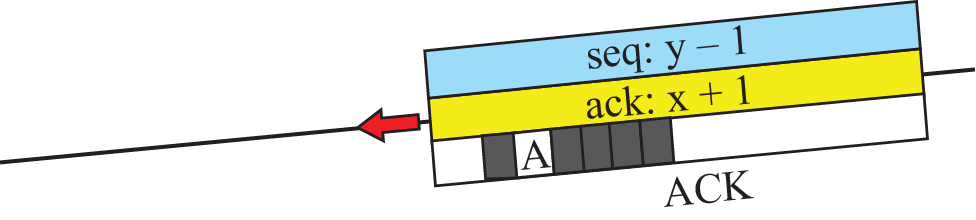 seq: y – 1
ack: x + 1
A
ACK